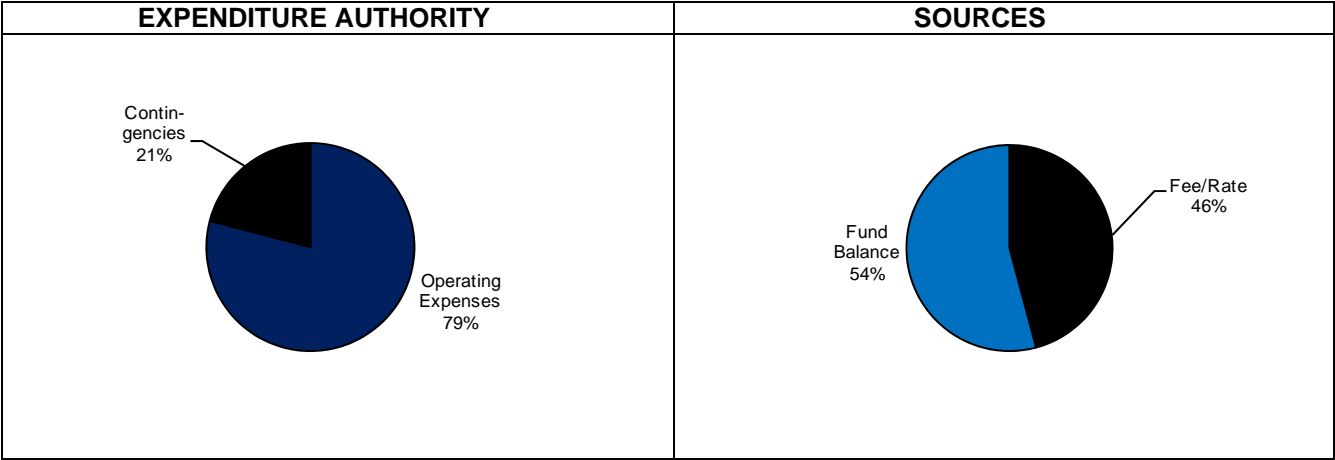 EXPENDITURE AUTHORITY
Contin-
gencies
21%
Operating
Expenses
79%
SOURCES
Fee/Rate
46%
Fund
Balance
54%